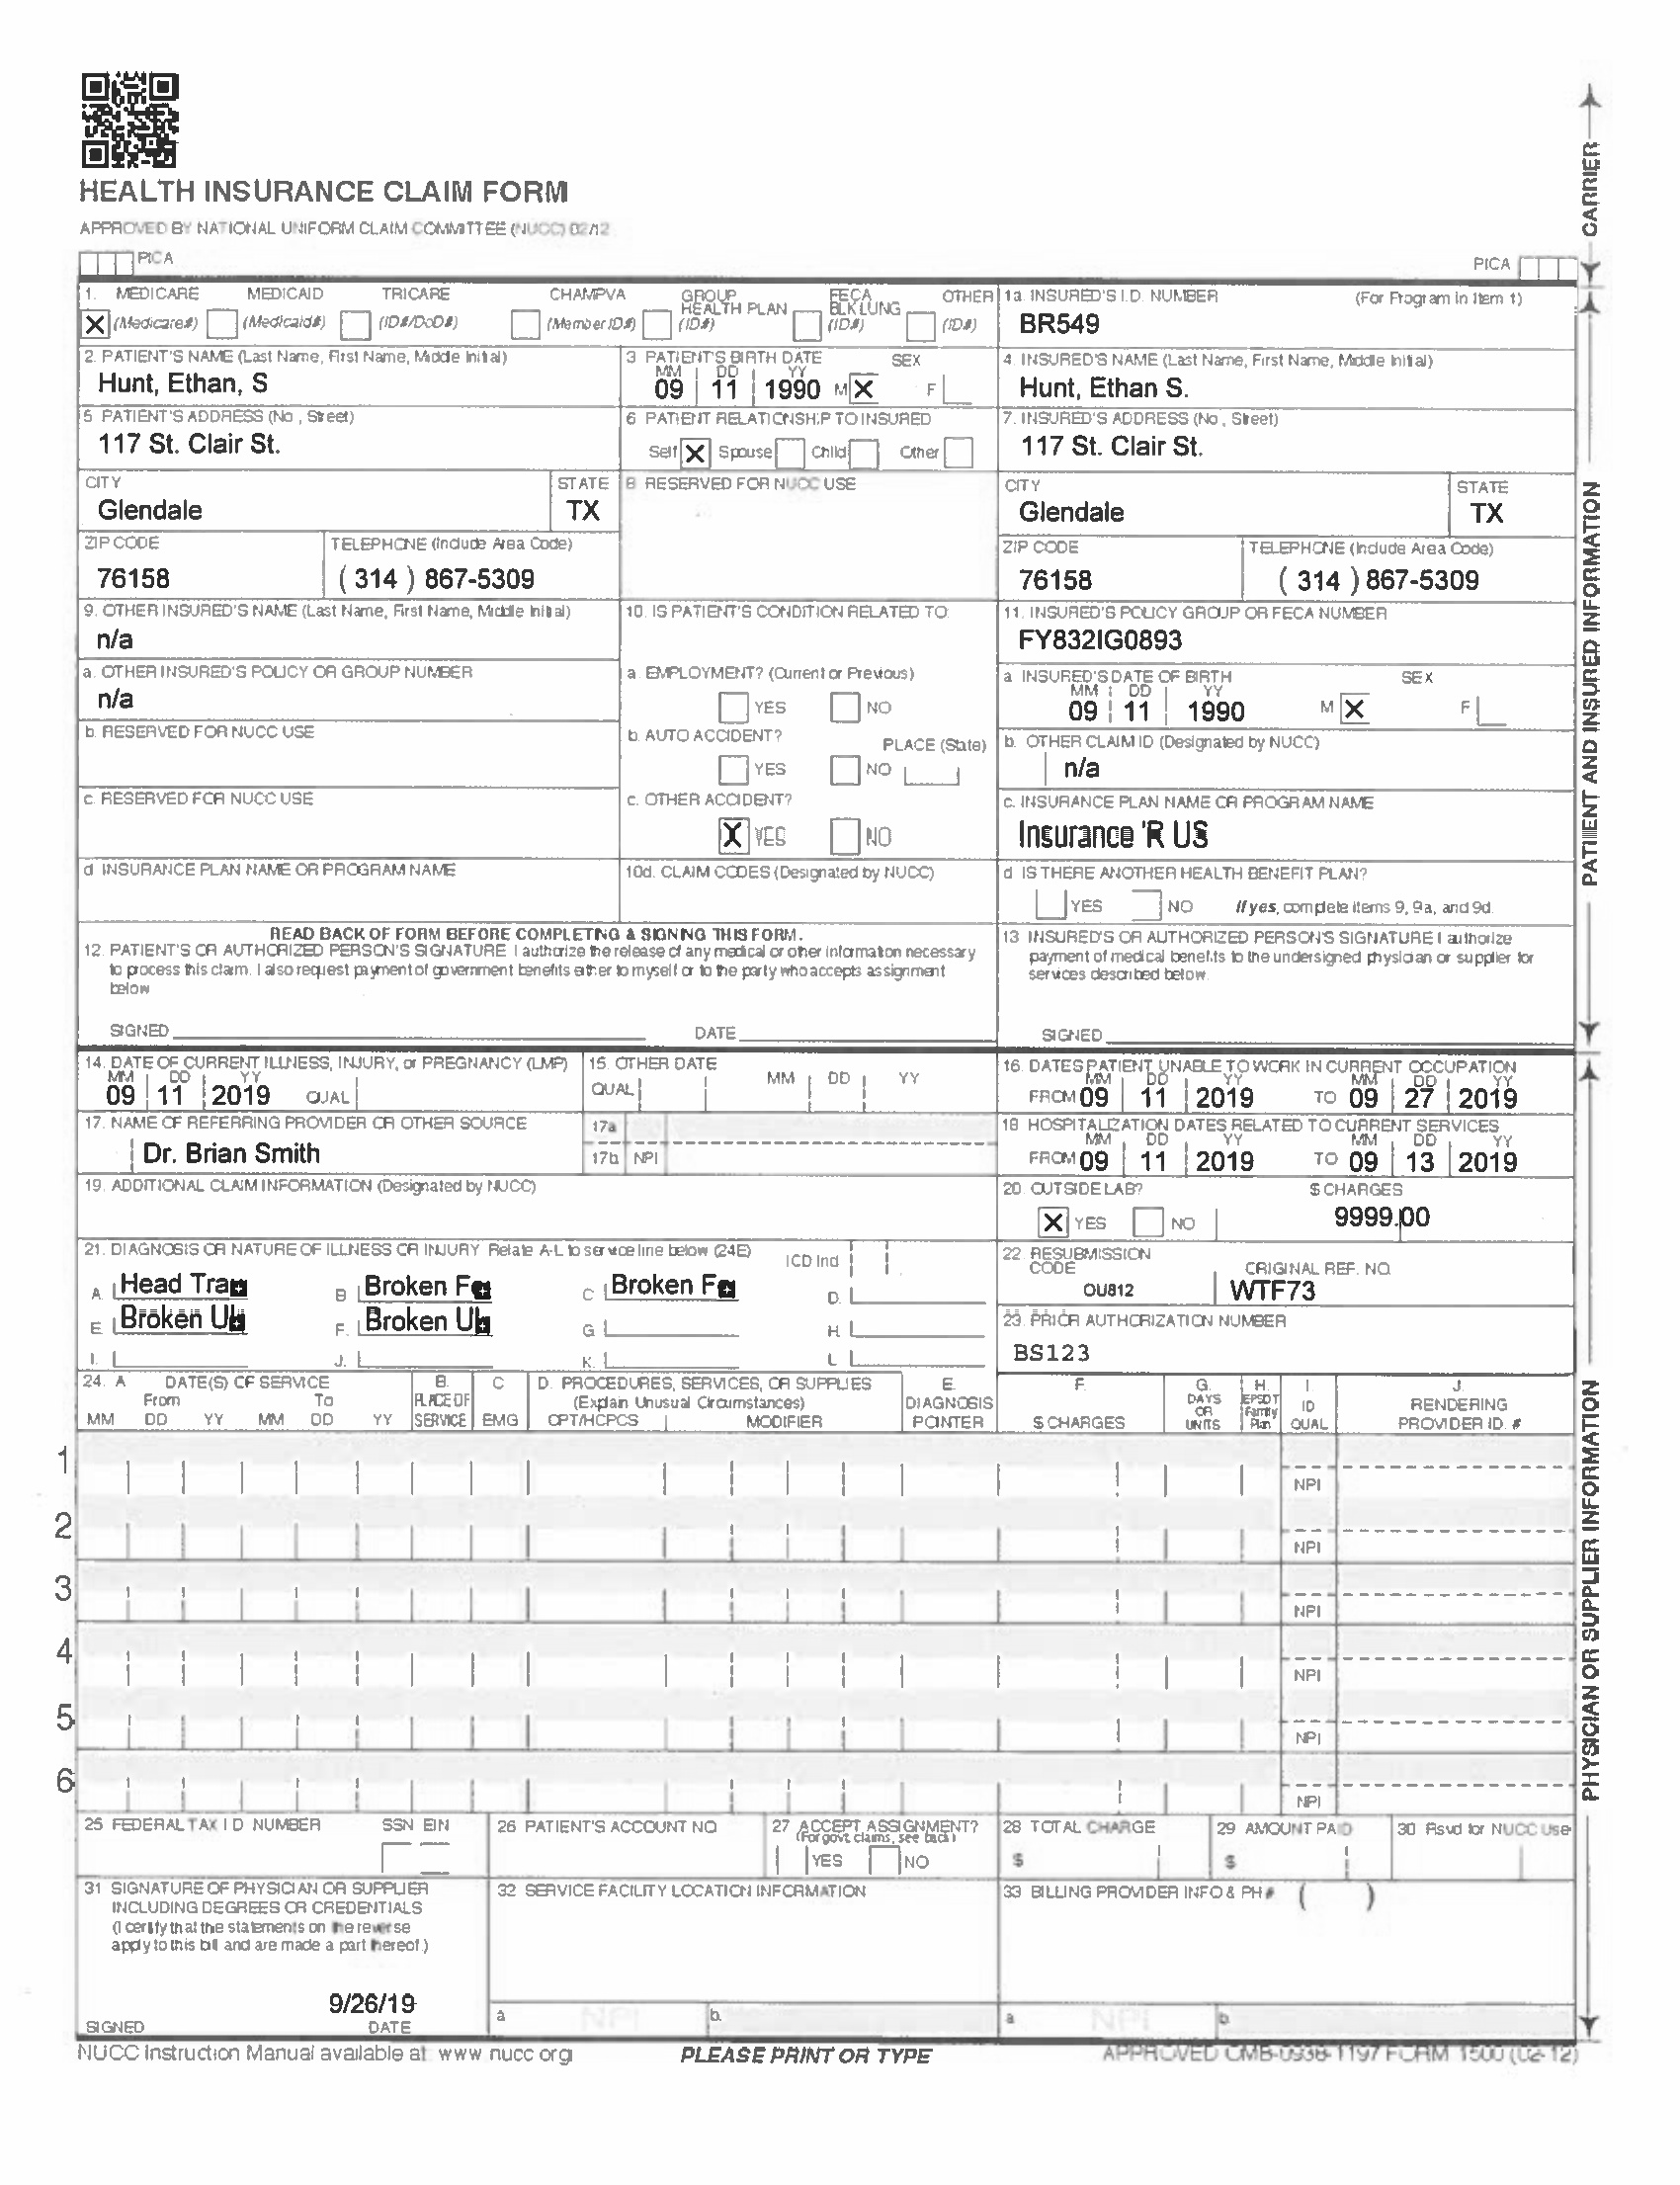 HEALTH INSURANCE CLAIM FORM
APPROVED BY NATIONAL UNIFORM CLAIM COMMITTEE (NUCC) 02/12
PICA
PICA
CARRIER
1. MEDICARE MEDICAID TRICARE CHAMPVA GROUP HEALTH PLAN FECA BLK LUNG OTHER
X (Medicare#) (Medicaid#) (ID#/DoD#) (Member ID#) (ID#) (ID#) (ID#)
1a. INSURED'S I.D. NUMBER (For Program in Item 1)
BR549
2. PATIENT'S NAME (Last Name, First Name, Middle Initial)
Hunt, Ethan, S
3 PATIENT'S BIRTH DATE SEX
MM DD YY
09 11 1990 M X F
4. INSURED'S NAME (Last Name, First Name, Middle Initial)
Hunt, Ethan S.
5 PATIENT'S ADDRESS (No., Street)
117 St. Clair St.
6 PATIENT RELATIONSHIP TO INSURED
Self X Spouse Child Other
7. INSURED'S ADDRESS (No., Street)
117 St. Clair St.
CITY STATE
Glendale TX
8 RESERVED FOR NUCC USE
CITY STATE
Glendale TX
ZIP CODE TELEPHONE (Include Area Code)
76158 ( 314 ) 867-5309
ZIP CODE TELEPHONE (Include Area Code)
76158 ( 314 ) 867-5309
9. OTHER INSURED'S NAME (Last Name, First Name, Middle Initial)
n/a
10. IS PATIENT'S CONDITION RELATED TO
11. INSURED'S POLICY GROUP OR FECA NUMBER
FY832IG0893
a. OTHER INSURED'S POLICY OR GROUP NUMBER
n/a
a. EMPLOYMENT? (Current or Previous)
YES NO
a INSURED'S DATE OF BIRTH SEX
MM DD YY
09 11 1990 M X F
b. RESERVED FOR NUCC USE
b. AUTO ACCIDENT? PLACE (State)
YES NO
b. OTHER CLAIM ID (Designated by NUCC)
n/a
c. RESERVED FOR NUCC USE
c. OTHER ACCIDENT?
X YES NO
c. INSURANCE PLAN NAME OR PROGRAM NAME
Insurance 'R US
d INSURANCE PLAN NAME OR PROGRAM NAME
10d. CLAIM CODES (Designated by NUCC)
d IS THERE ANOTHER HEALTH BENEFIT PLAN?
YES NO If yes, complete items 9, 9a, and 9d.
READ BACK OF FORM BEFORE COMPLETING & SIGNING THIS FORM.
12. PATIENT'S OR AUTHORIZED PERSON'S SIGNATURE I authorize the release of any medical or other information necessary
to process this claim. I also request payment of government benefits either to myself or to the party who accepts assignment
below
SIGNED DATE
13 INSURED'S OR AUTHORIZED PERSON'S SIGNATURE I authorize
payment of medical benefits to the undersigned physician or supplier for
services described below.
SIGNED
PATIENT AND INSURED INFORMATION
14. DATE OF CURRENT ILLNESS, INJURY, or PREGNANCY (LMP)
MM DD YY
09 11 2019 QUAL
15. OTHER DATE
QUAL MM DD YY
16. DATES PATIENT UNABLE TO WORK IN CURRENT OCCUPATION
MM DD YY MM DD YY
FROM 09 11 2019 TO 09 27 2019
17. NAME OF REFERRING PROVIDER OR OTHER SOURCE
Dr. Brian Smith
17a
17b NPI
18 HOSPITALIZATION DATES RELATED TO CURRENT SERVICES
MM DD YY MM DD YY
FROM 09 11 2019 TO 09 13 2019
19. ADDITIONAL CLAIM INFORMATION (Designated by NUCC)
20. OUTSIDE LAB? $ CHARGES
X YES NO 9999.00
21. DIAGNOSIS OR NATURE OF ILLNESS OR INJURY Relate A-L to service line below (24E) ICD Ind
A. Head Tra B Broken Fe C Broken Fe D.
E Broken Ul F. Broken Ul G H.
I. J. K. L
22 RESUBMISSION CODE ORIGINAL REF. NO.
OU812 WTF73
23. PRIOR AUTHORIZATION NUMBER
BS123
24. A DATE(S) OF SERVICE B. C D. PROCEDURES, SERVICES, OR SUPPLIES E. F. G. H. I. J.
From To PLACE OF (Explain Unusual Circumstances) DIAGNOSIS DAYS OR EPSDT Family ID RENDERING
MM DD YY MM DD YY SERVICE EMG CPT/HCPCS MODIFIER POINTER $ CHARGES UNITS Plan QUAL PROVIDER ID. #
1 NPI
2 NPI
3 NPI
4 NPI
5 NPI
6 NPI
25 FEDERAL TAX I D NUMBER SSN EIN
26 PATIENT'S ACCOUNT NO
27 ACCEPT ASSIGNMENT?
(For govt. claims, see back)
YES NO
28 TOTAL CHARGE
$
29 AMOUNT PAID
$
30 Rsvd for NUCC Use
31 SIGNATURE OF PHYSICIAN OR SUPPLIER
INCLUDING DEGREES OR CREDENTIALS
(I certify that the statements on the reverse
apply to this bill and are made a part hereof.)
9/26/19
SIGNED DATE
32 SERVICE FACILITY LOCATION INFORMATION
a NPI b.
33 BILLING PROVIDER INFO & PH # ( )
a. NPI b.
PHYSICIAN OR SUPPLIER INFORMATION
NUCC Instruction Manual available at: www nucc org
PLEASE PRINT OR TYPE
APPROVED OMB-0938-1197 FORM 1500 (02-12)